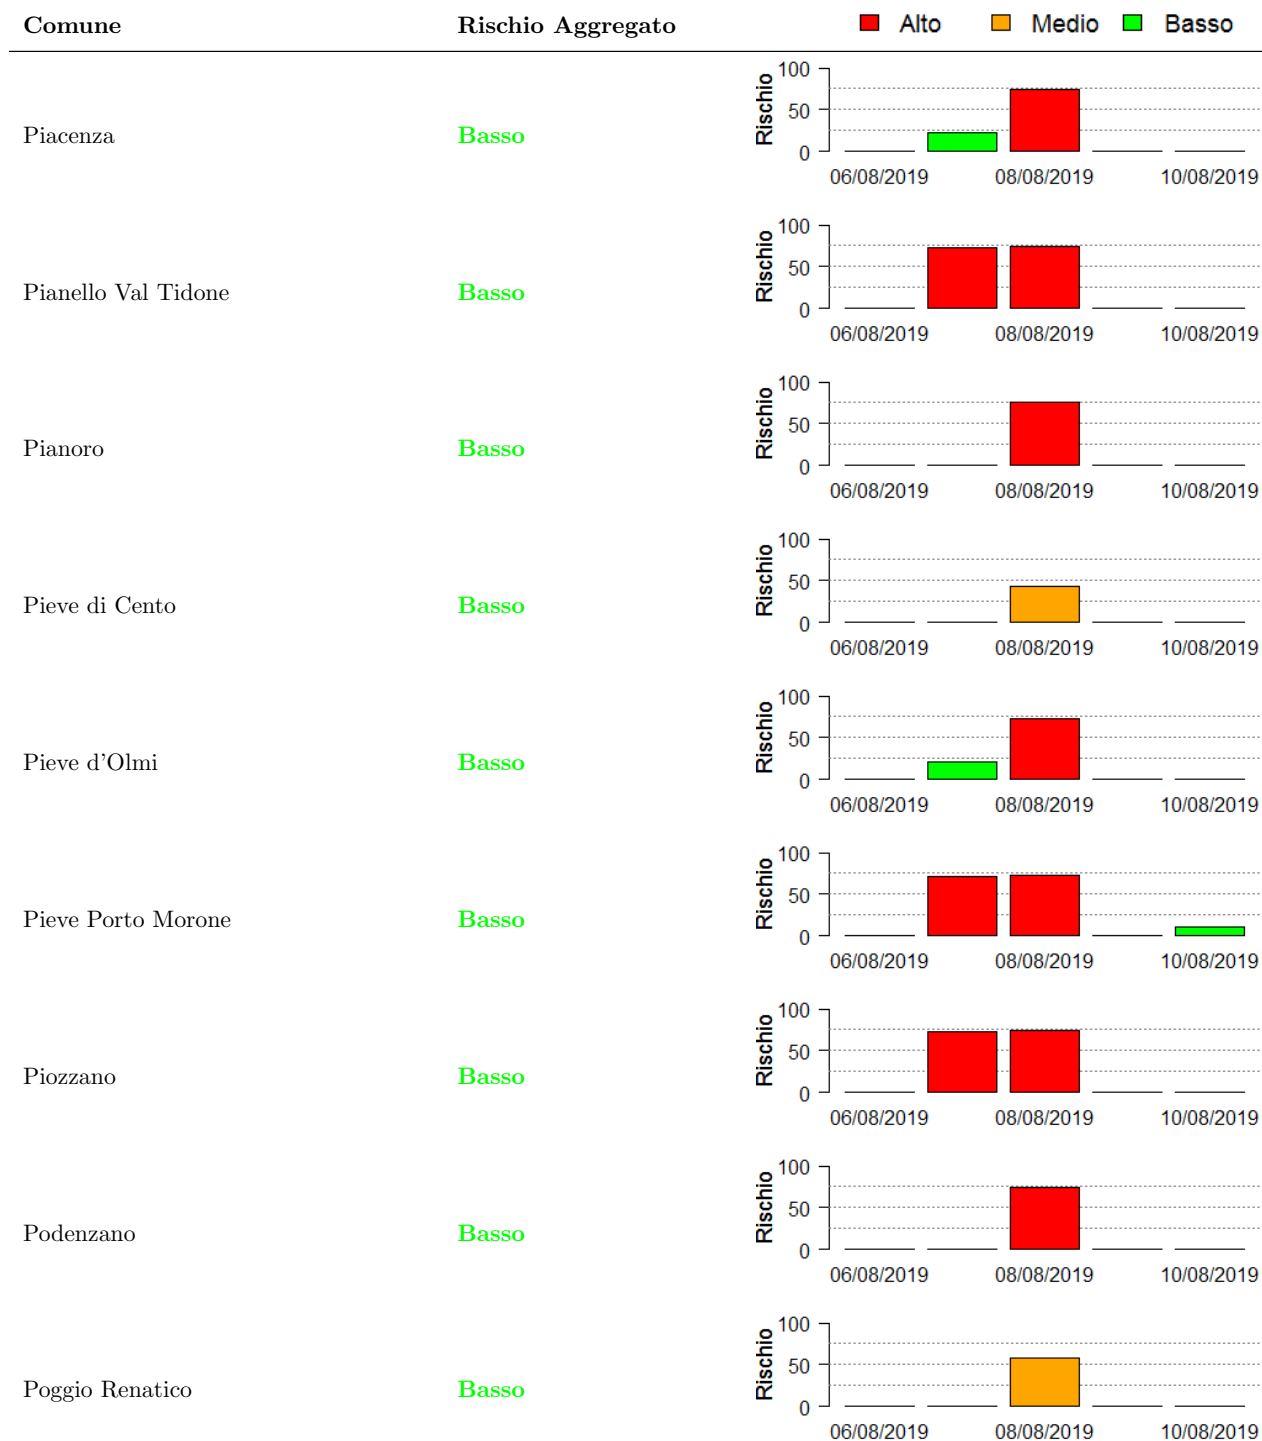 Comune Rischio Aggregato Alto Medio Basso
Piacenza Basso
Rischio
100
50
0
06/08/2019 08/08/2019 10/08/2019
Pianello Val Tidone Basso
Rischio
100
50
0
06/08/2019 08/08/2019 10/08/2019
Pianoro Basso
Rischio
100
50
0
06/08/2019 08/08/2019 10/08/2019
Pieve di Cento Basso
Rischio
100
50
0
06/08/2019 08/08/2019 10/08/2019
Pieve d'Olmi Basso
Rischio
100
50
0
06/08/2019 08/08/2019 10/08/2019
Pieve Porto Morone Basso
Rischio
100
50
0
06/08/2019 08/08/2019 10/08/2019
Piozzano Basso
Rischio
100
50
0
06/08/2019 08/08/2019 10/08/2019
Podenzano Basso
Rischio
100
50
0
06/08/2019 08/08/2019 10/08/2019
Poggio Renatico Basso
Rischio
100
50
0
06/08/2019 08/08/2019 10/08/2019